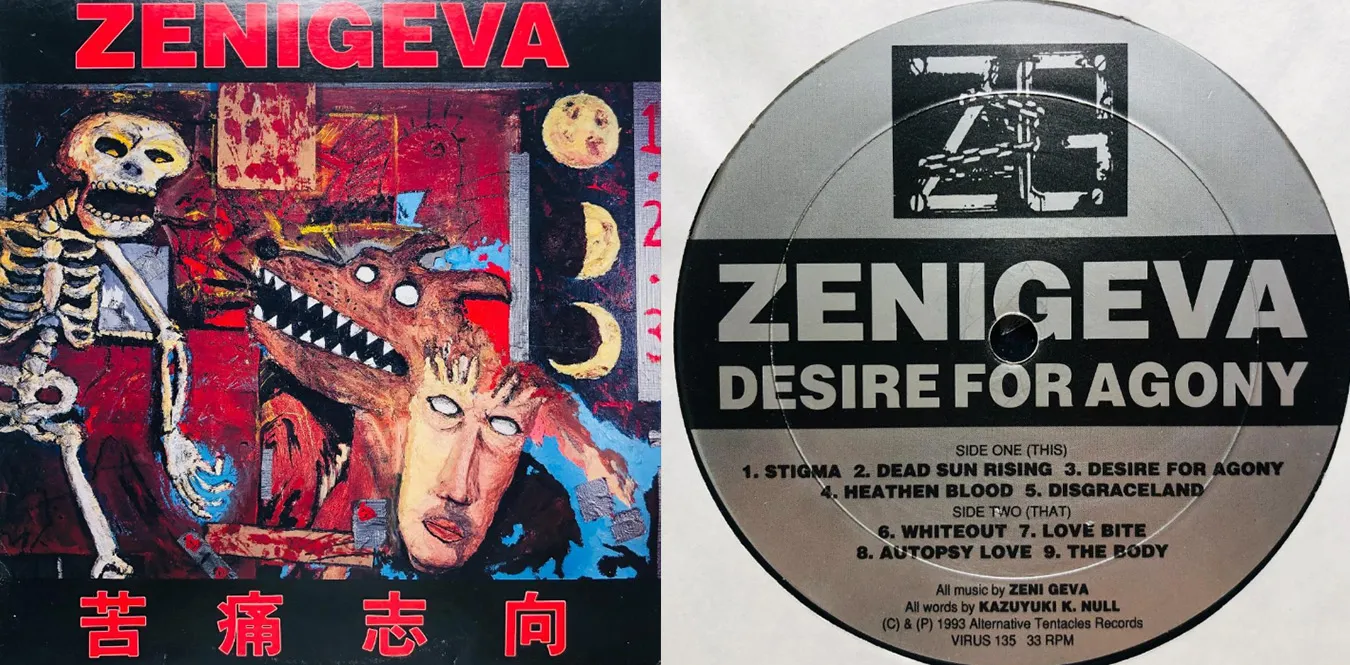 ZENIGEVA
1.
2.
3
苦痛志向
ZG
ZENIGEVA
DESIRE FOR AGONY
SIDE ONE (THIS)
1. STIGMA 2. DEAD SUN RISING 3. DESIRE FOR AGONY
4. HEATHEN BLOOD 5. DISGRACELAND
SIDE TWO (THAT)
6. WHITEOUT 7. LOVE BITE
8. AUTOPSY LOVE 9. THE BODY
All music by ZENI GEVA
All words by KAZUYUKI K. NULL
(C) & (P) 1993 Alternative Tentacles Records
VIRUS 135 33 RPM